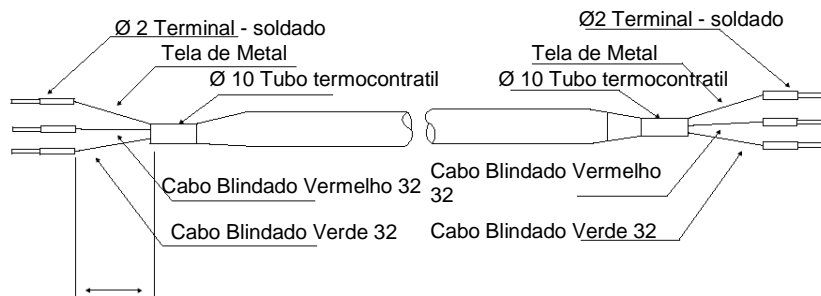 Ø 2 Terminal - soldado
Tela de Metal
Ø 10 Tubo termocontratil
Cabo Blindado Vermelho 32
Cabo Blindado Verde 32
Ø2 Terminal - soldado
Tela de Metal
Ø 10 Tubo termocontratil
Cabo Blindado Vermelho
32
Cabo Blindado Verde 32